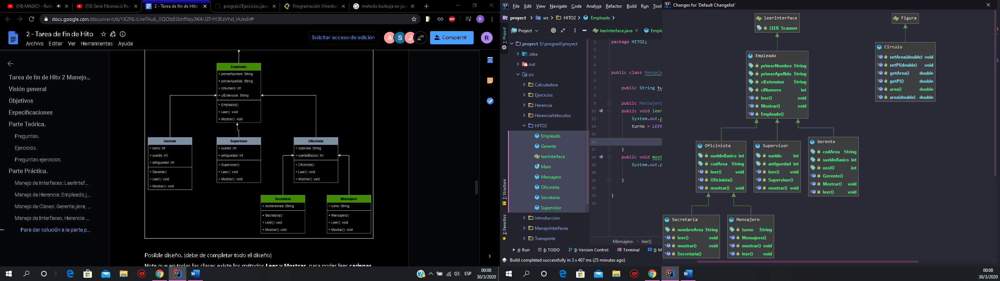 (14) MAGIC! - Rude
(13) Serie Fibonacci Res
2 - Tarea de fin de Hito
prograiii/Ejercicios.java
Programación Orientad
metodo burbuja en jav
docs.google.com/document/d/1X2NLrLIwTAu6_0QObBSbhfNzy3K4rJZFrH3EzVhd_lA/edit#
ABP
R
2 - Tarea de fin de Hito
Archivo Editar Ver Herramientas Ayuda
Solicitar acceso de edición
A S J
Compartir
R
Tarea de fin de Hito 2 Manejo...
Visión general
Objetivos
Especificaciones
Parte Teórica.
Preguntas.
Ejercicios.
Preguntas ejercicios.
Parte Práctica.
Manejo de Interfaces: LeerIntef...
Manejo de Herencia: Empleado.j...
Manejo de Clases: Gerente.java, ...
Manejo de Interfaces, Herencia ...
Para dar solución a la parte p...
Empleado
+ primerNombre: String
+ primerApellido: String
+ ciNumero: int
+ ciExtension: String
+ Empleado()
+ Leer(): void
+ Mostrar(): void
Gerente
+ bono: int
+ sueldo: int
+ antiguedad: int
+ Gerente()
+ Leer(): void
+ Mostrar(): void
Supervisor
+ sueldo: int
+ antiguedad: int
+ Supervisor()
+ Leer(): void
+ Mostrar(): void
Oficinista
+ codArea: String
+ sueldoBasico: int
+ Oficinista()
+ Leer(): void
+ Mostrar(): void
Secretaria
+ nombreArea: String
+ Secretaria()
+ Leer(): void
+ Mostrar(): void
Mensajero
+ turno: String
+ Mensajero()
+ Leer(): void
+ Mostrar(): void
Posible diseño. (debe de completar todo el diseño)
Note que en todas las clases existe los métodos Leer y Mostrar, para poder leer cadenas
31
ESP
00:08
30/3/2020
File Edit View Navigate Code Analyze Refactor Build Run Tools
proyect src HITO2 Empleado
Project
leerInterface.java
Emple
1: Project
7: Structure
2: Favorites
proyect E:\prograiii\proyect
.idea
out
src
Calculadora
Ejercicios
Herencia
HerenciaVehiculos
HITO2
Empleado
Gerente
leerInterface
Main
Mensajero
Oficinista
Secretaria
Supervisor
Introduccion
ManejoInterfaces
Transporte
1 package HITO2;
2
3
4
5 public class Mensaje
6
7 public String tu
8
9 public Mensajero
12 public void leer
13 System.out.p
14 turno = LEER
15
16
17 }
18 public void most
19 System.out.p
20
21 }
22
23 }
24
Mensajero leer()
4: Run 6: TODO 9: Version Control Terminal 0: M
Build completed successfully in 3 s 407 ms (25 minutes ago)
Changes for 'Default Changelist'
leerInterface
LEER Scanner
Figura
Empleado
primerNombre String
primerApellido String
ciExtension String
ciNumero int
leer() void
Mostrar() void
Empleado()
Circulo
setArea(double) void
setPI(double) void
getArea() double
getPI() double
area() double
area(double) double
Oficinista
sueldoBasico int
codArea String
leer() void
Oficinista()
mostrar() void
Supervisor
sueldo int
antiguedad int
leer() void
Supervisor()
mostrar() void
Gerente
codArea String
sueldoBasico int
nroID int
Gerente()
Mostrar() void
leer() void
Secretaria
nombreArea String
leer() void
mostrar() void
Secretaria()
Mensajero
turno String
Mensajero()
mostrar() void
leer() void
00:08
30/3/2020